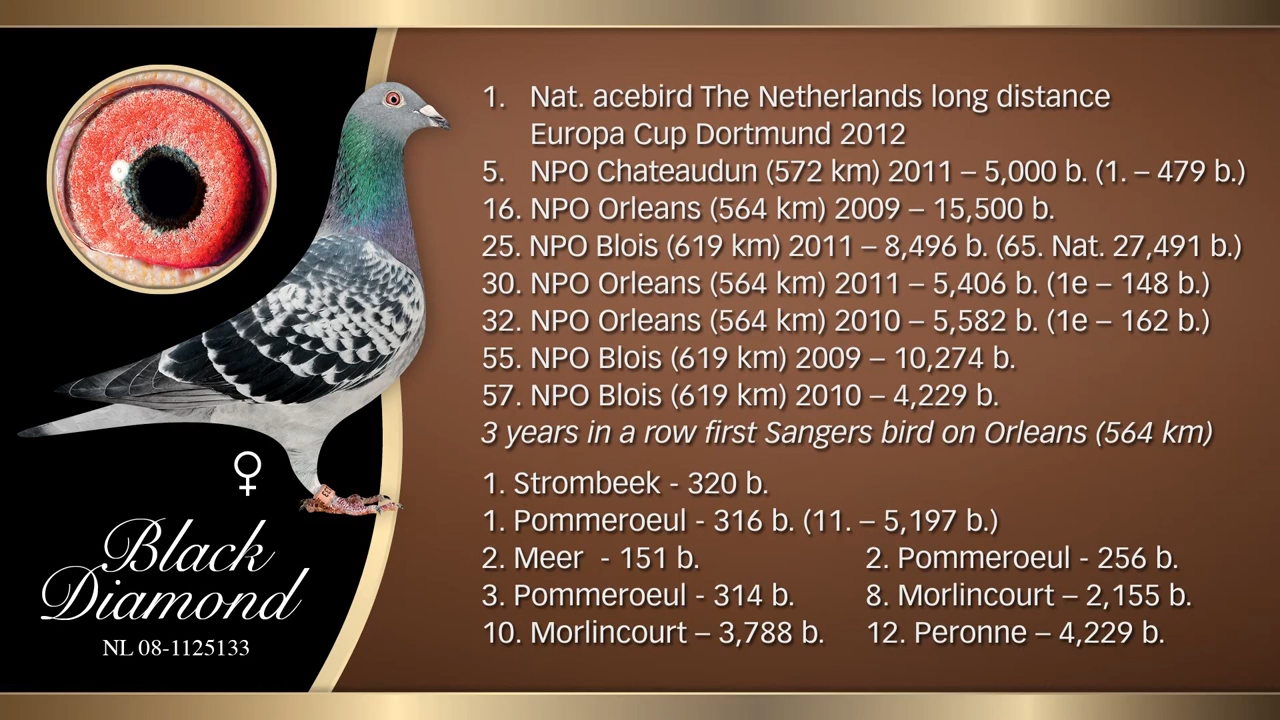 1. Nat. acebird The Netherlands long distance
Europa Cup Dortmund 2012
5. NPO Chateaudun (572 km) 2011 – 5,000 b. (1. – 479 b.)
16. NPO Orleans (564 km) 2009 – 15,500 b.
25. NPO Blois (619 km) 2011 – 8,496 b. (65. Nat. 27,491 b.)
30. NPO Orleans (564 km) 2011 – 5,406 b. (1e – 148 b.)
32. NPO Orleans (564 km) 2010 – 5,582 b. (1e – 162 b.)
55. NPO Blois (619 km) 2009 – 10,274 b.
57. NPO Blois (619 km) 2010 – 4,229 b.
3 years in a row first Sangers bird on Orleans (564 km)
1. Strombeek - 320 b.
1. Pommeroeul - 316 b. (11. – 5,197 b.)
2. Meer - 151 b. 2. Pommeroeul - 256 b.
3. Pommeroeul - 314 b. 8. Morlincourt – 2,155 b.
10. Morlincourt – 3,788 b. 12. Peronne – 4,229 b.
♀
Black
Diamond
NL 08-1125133